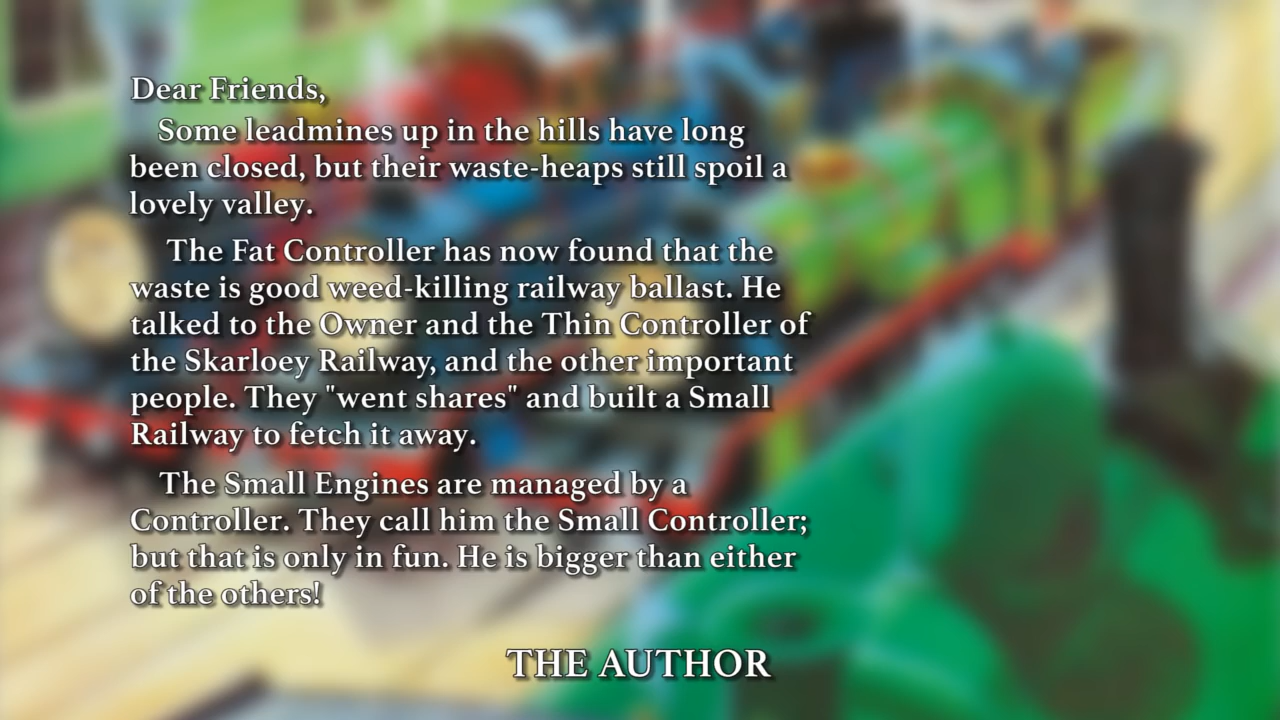 Dear Friends,
Some leadmines up in the hills have long
been closed, but their waste-heaps still spoil a
lovely valley.
The Fat Controller has now found that the
waste is good weed-killing railway ballast. He
talked to the Owner and the Thin Controller of
the Skarloey Railway, and the other important
people. They "went shares" and built a Small
Railway to fetch it away.
The Small Engines are managed by a
Controller. They call him the Small Controller;
but that is only in fun. He is bigger than either
of the others!
THE AUTHOR